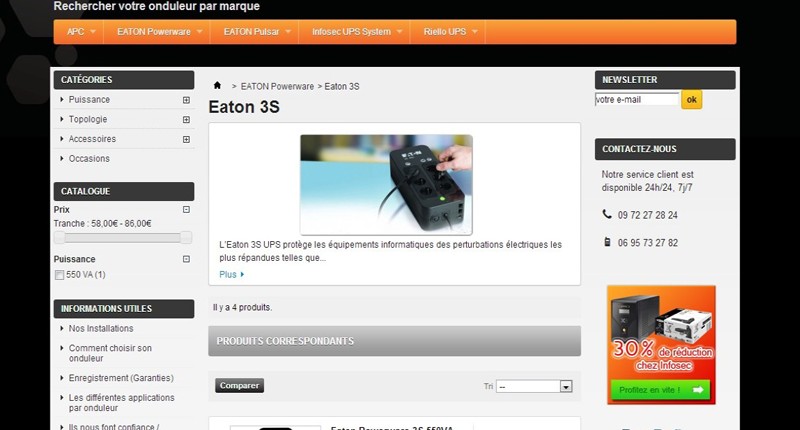 Rechercher votre onduleur par marque
APC
EATON Powerware
EATON Pulsar
Infosec UPS System
Riello UPS
CATÉGORIES
Puissance
Topologie
Accessoires
Occasions
CATALOGUE
Prix
Tranche : 58,00€ - 86,00€
Puissance
550 VA (1)
INFORMATIONS UTILES
Nos Installations
Comment choisir son
onduleur
Enregistrement (Garanties)
Les différentes applications
par onduleur
Ils nous font confiance /
> EATON Powerware > Eaton 3S
Eaton 3S
L'Eaton 3S UPS protège les équipements informatiques des perturbations électriques les
plus répandues telles que...
Plus
Il y a 4 produits.
PRODUITS CORRESPONDANTS
Comparer
Tri
--
Eaton Powerware 3S 550VA
NEWSLETTER
votre e-mail
ok
CONTACTEZ-NOUS
Notre service client est
disponible 24h/24, 7j/7
09 72 27 28 24
06 95 73 27 82
30% de réduction
chez Infosec
Profitez en vite !